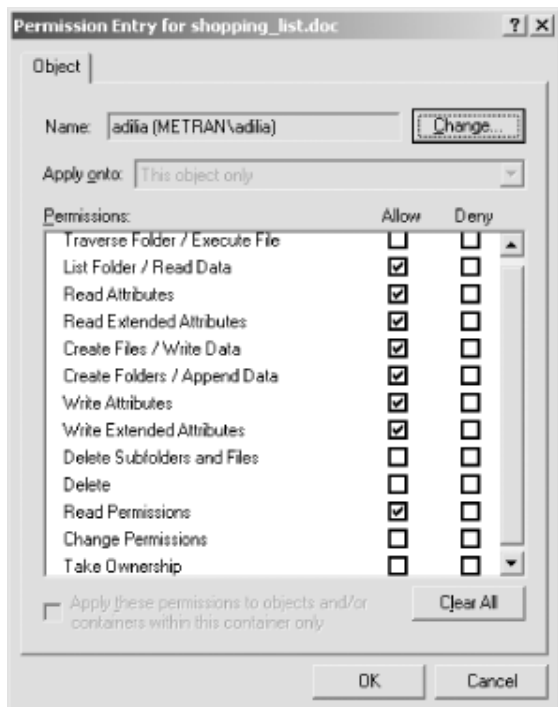 Permission Entry for shopping_list.doc
Object
Name: adilia (METRAN\adilia) Change...
Apply onto: This object only
Permissions: Allow Deny
Traverse Folder / Execute File
List Folder / Read Data
Read Attributes
Read Extended Attributes
Create Files / Write Data
Create Folders / Append Data
Write Attributes
Write Extended Attributes
Delete Subfolders and Files
Delete
Read Permissions
Change Permissions
Take Ownership
Apply these permissions to objects and/or Clear All
containers within this container only
OK Cancel